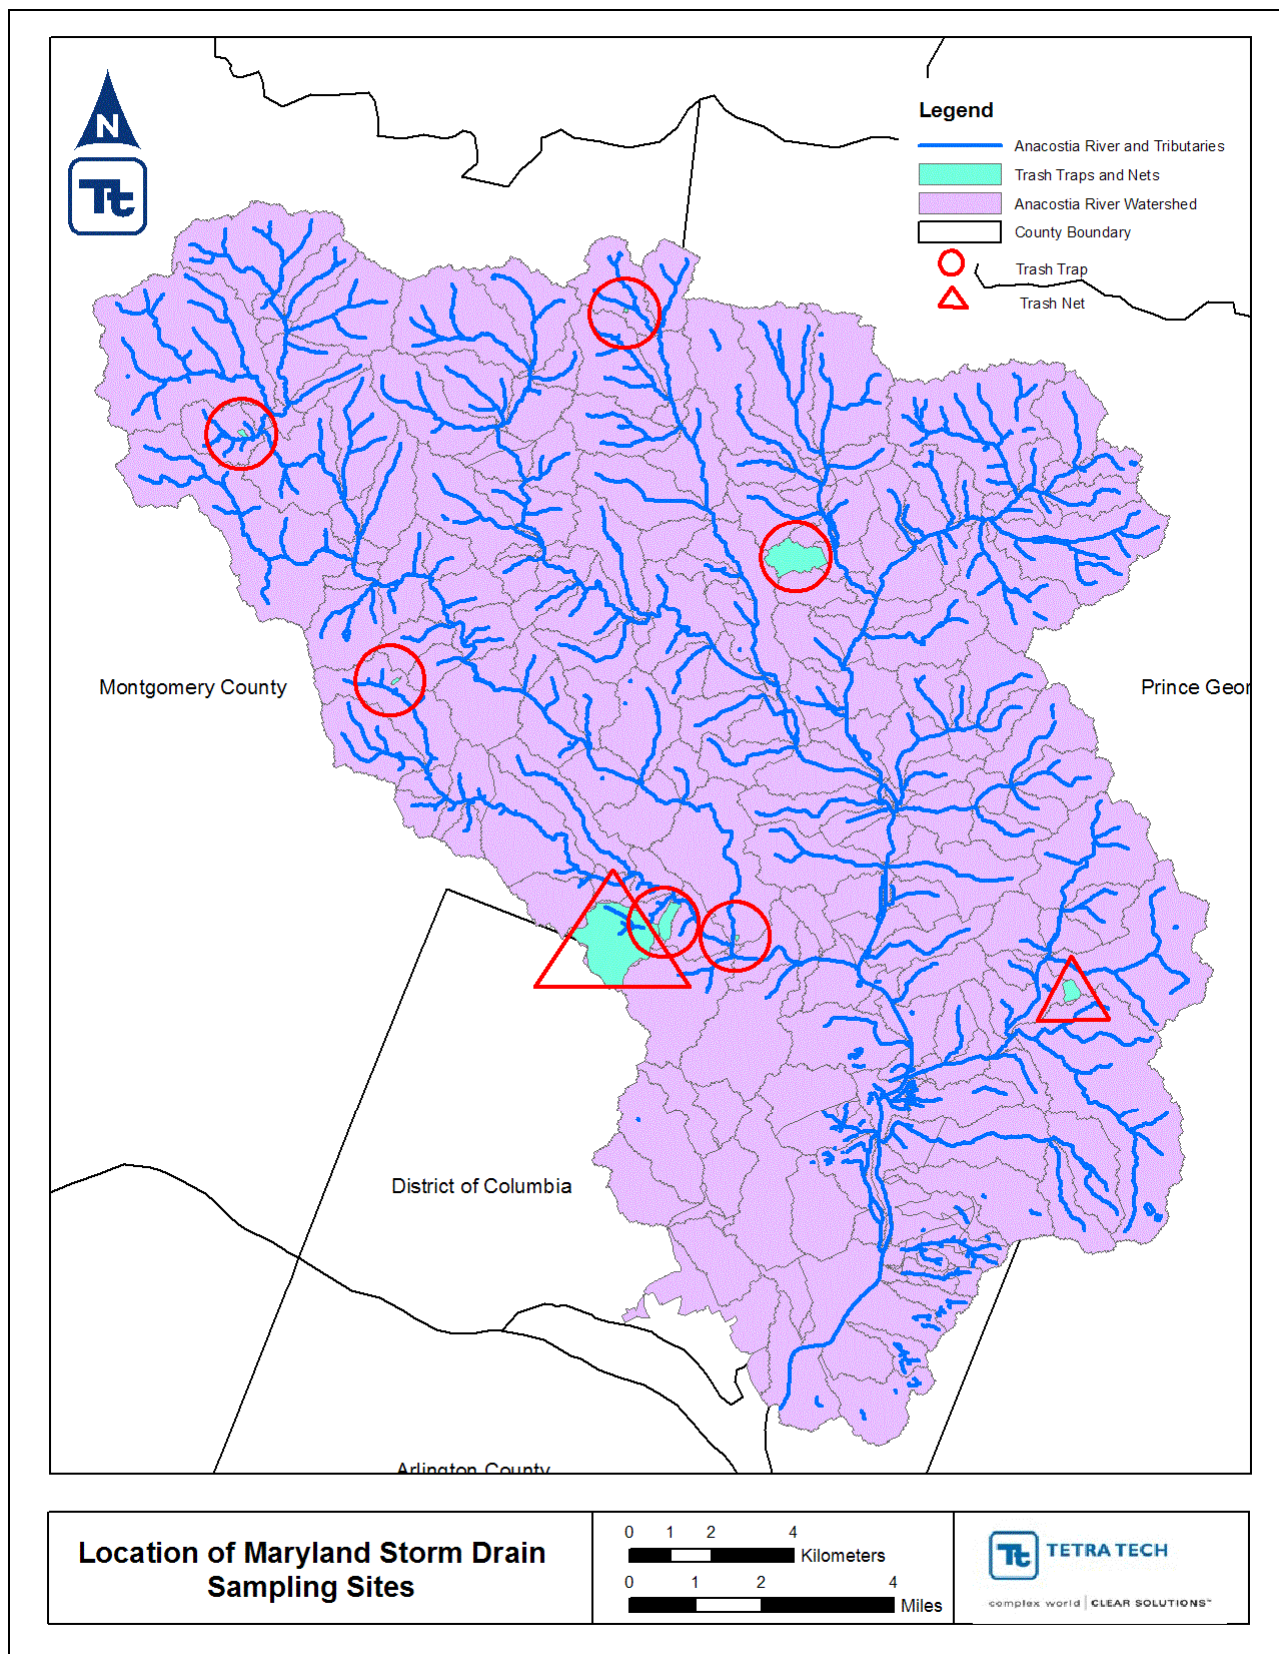 N
Tt
Legend
Anacostia River and Tributaries
Trash Traps and Nets
Anacostia River Watershed
County Boundary
Trash Trap
Trash Net
Montgomery County
Prince Geor
District of Columbia
Arlington County
Location of Maryland Storm Drain
Sampling Sites
0 1 2 4
Kilometers
0 1 2 4
Miles
Tt TETRA TECH
complex world | CLEAR SOLUTIONS™